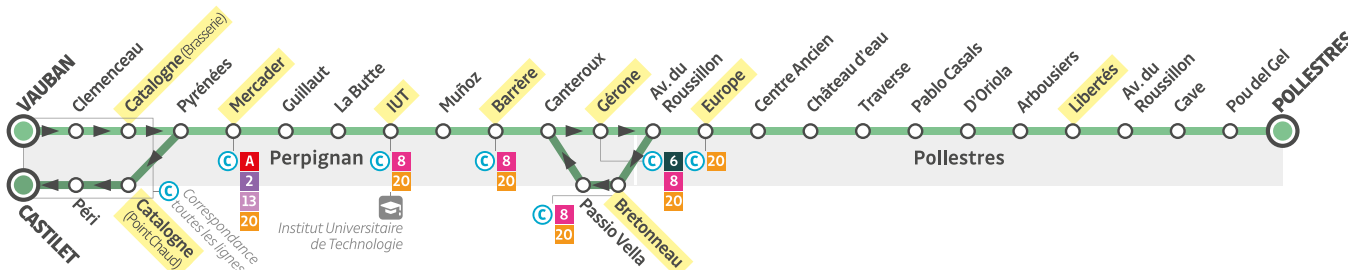 VAUBAN
Clemenceau
Catalogne (Brasserie)
Pyrénées
Mercader
Guillaut
La Butte
IUT
Muñoz
Barrère
Canteroux
Gérone
Av. du
Roussillon
Europe
Centre Ancien
Château d'eau
Traverse
Pablo Casals
D'Oriola
Arbousiers
Libertés
Av. du
Roussillon
Cave
Pou del Gel
POLLESTRES
CASTILET
Péri
Catalogne
(Point Chaud)
C Correspondance
toutes les lignes
C A
2
13
20
Perpignan
C 8
20
Institut Universitaire
de Technologie
C 8
20
C 8
20
Passio Vella
Bretonneau
C 6
8
20
C 20
Pollestres